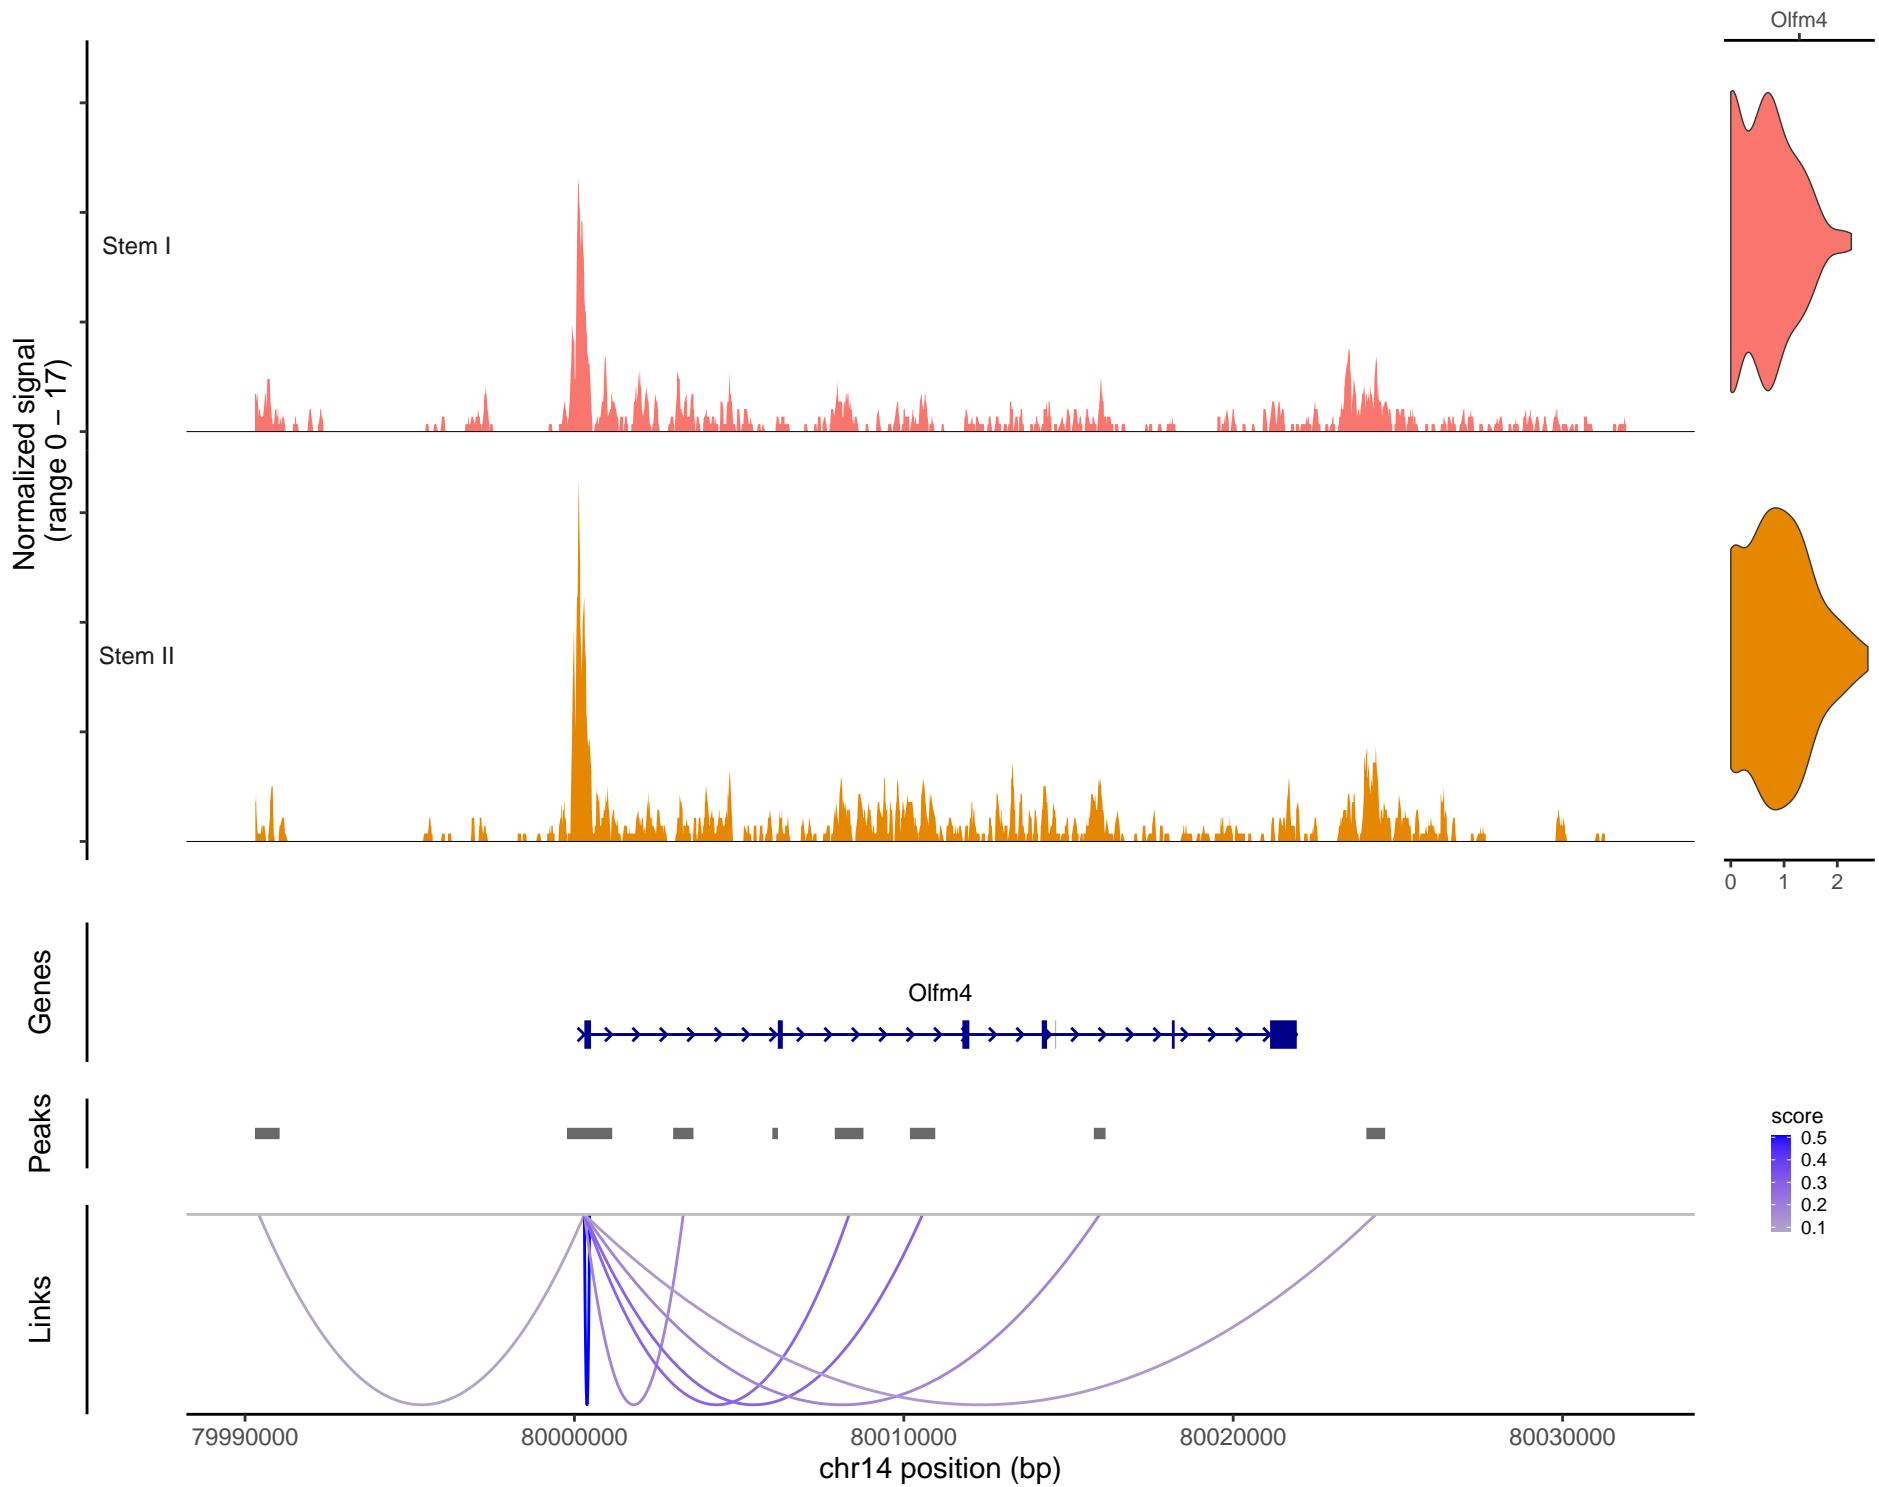 Olfm4
Normalized signal
(range 0 – 17)
Stem I
Stem II
0 1 2
Genes
Olfm4
Peaks
score
0.5
0.4
0.3
0.2
0.1
Links
79990000 80000000 80010000 80020000 80030000
chr14 position (bp)